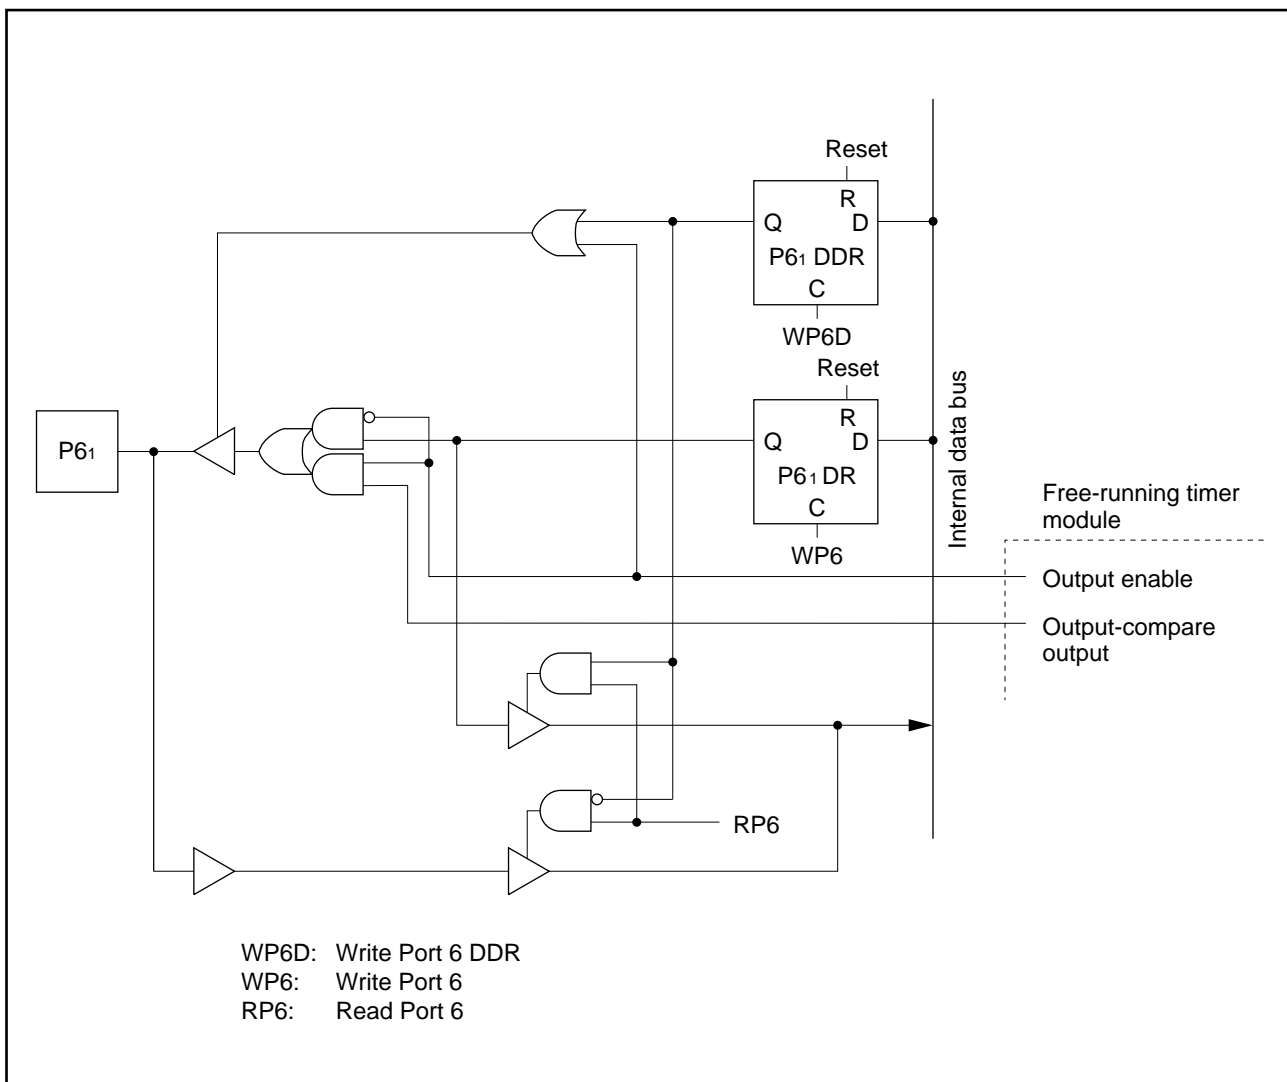 Reset
R
Q D
P6₁ DDR
C
WP6D
Reset
R
Q D
P6₁ DR
C
WP6
P6₁
Internal data bus
Free-running timer
module
Output enable
Output-compare
output
RP6
WP6D: Write Port 6 DDR
WP6: Write Port 6
RP6: Read Port 6